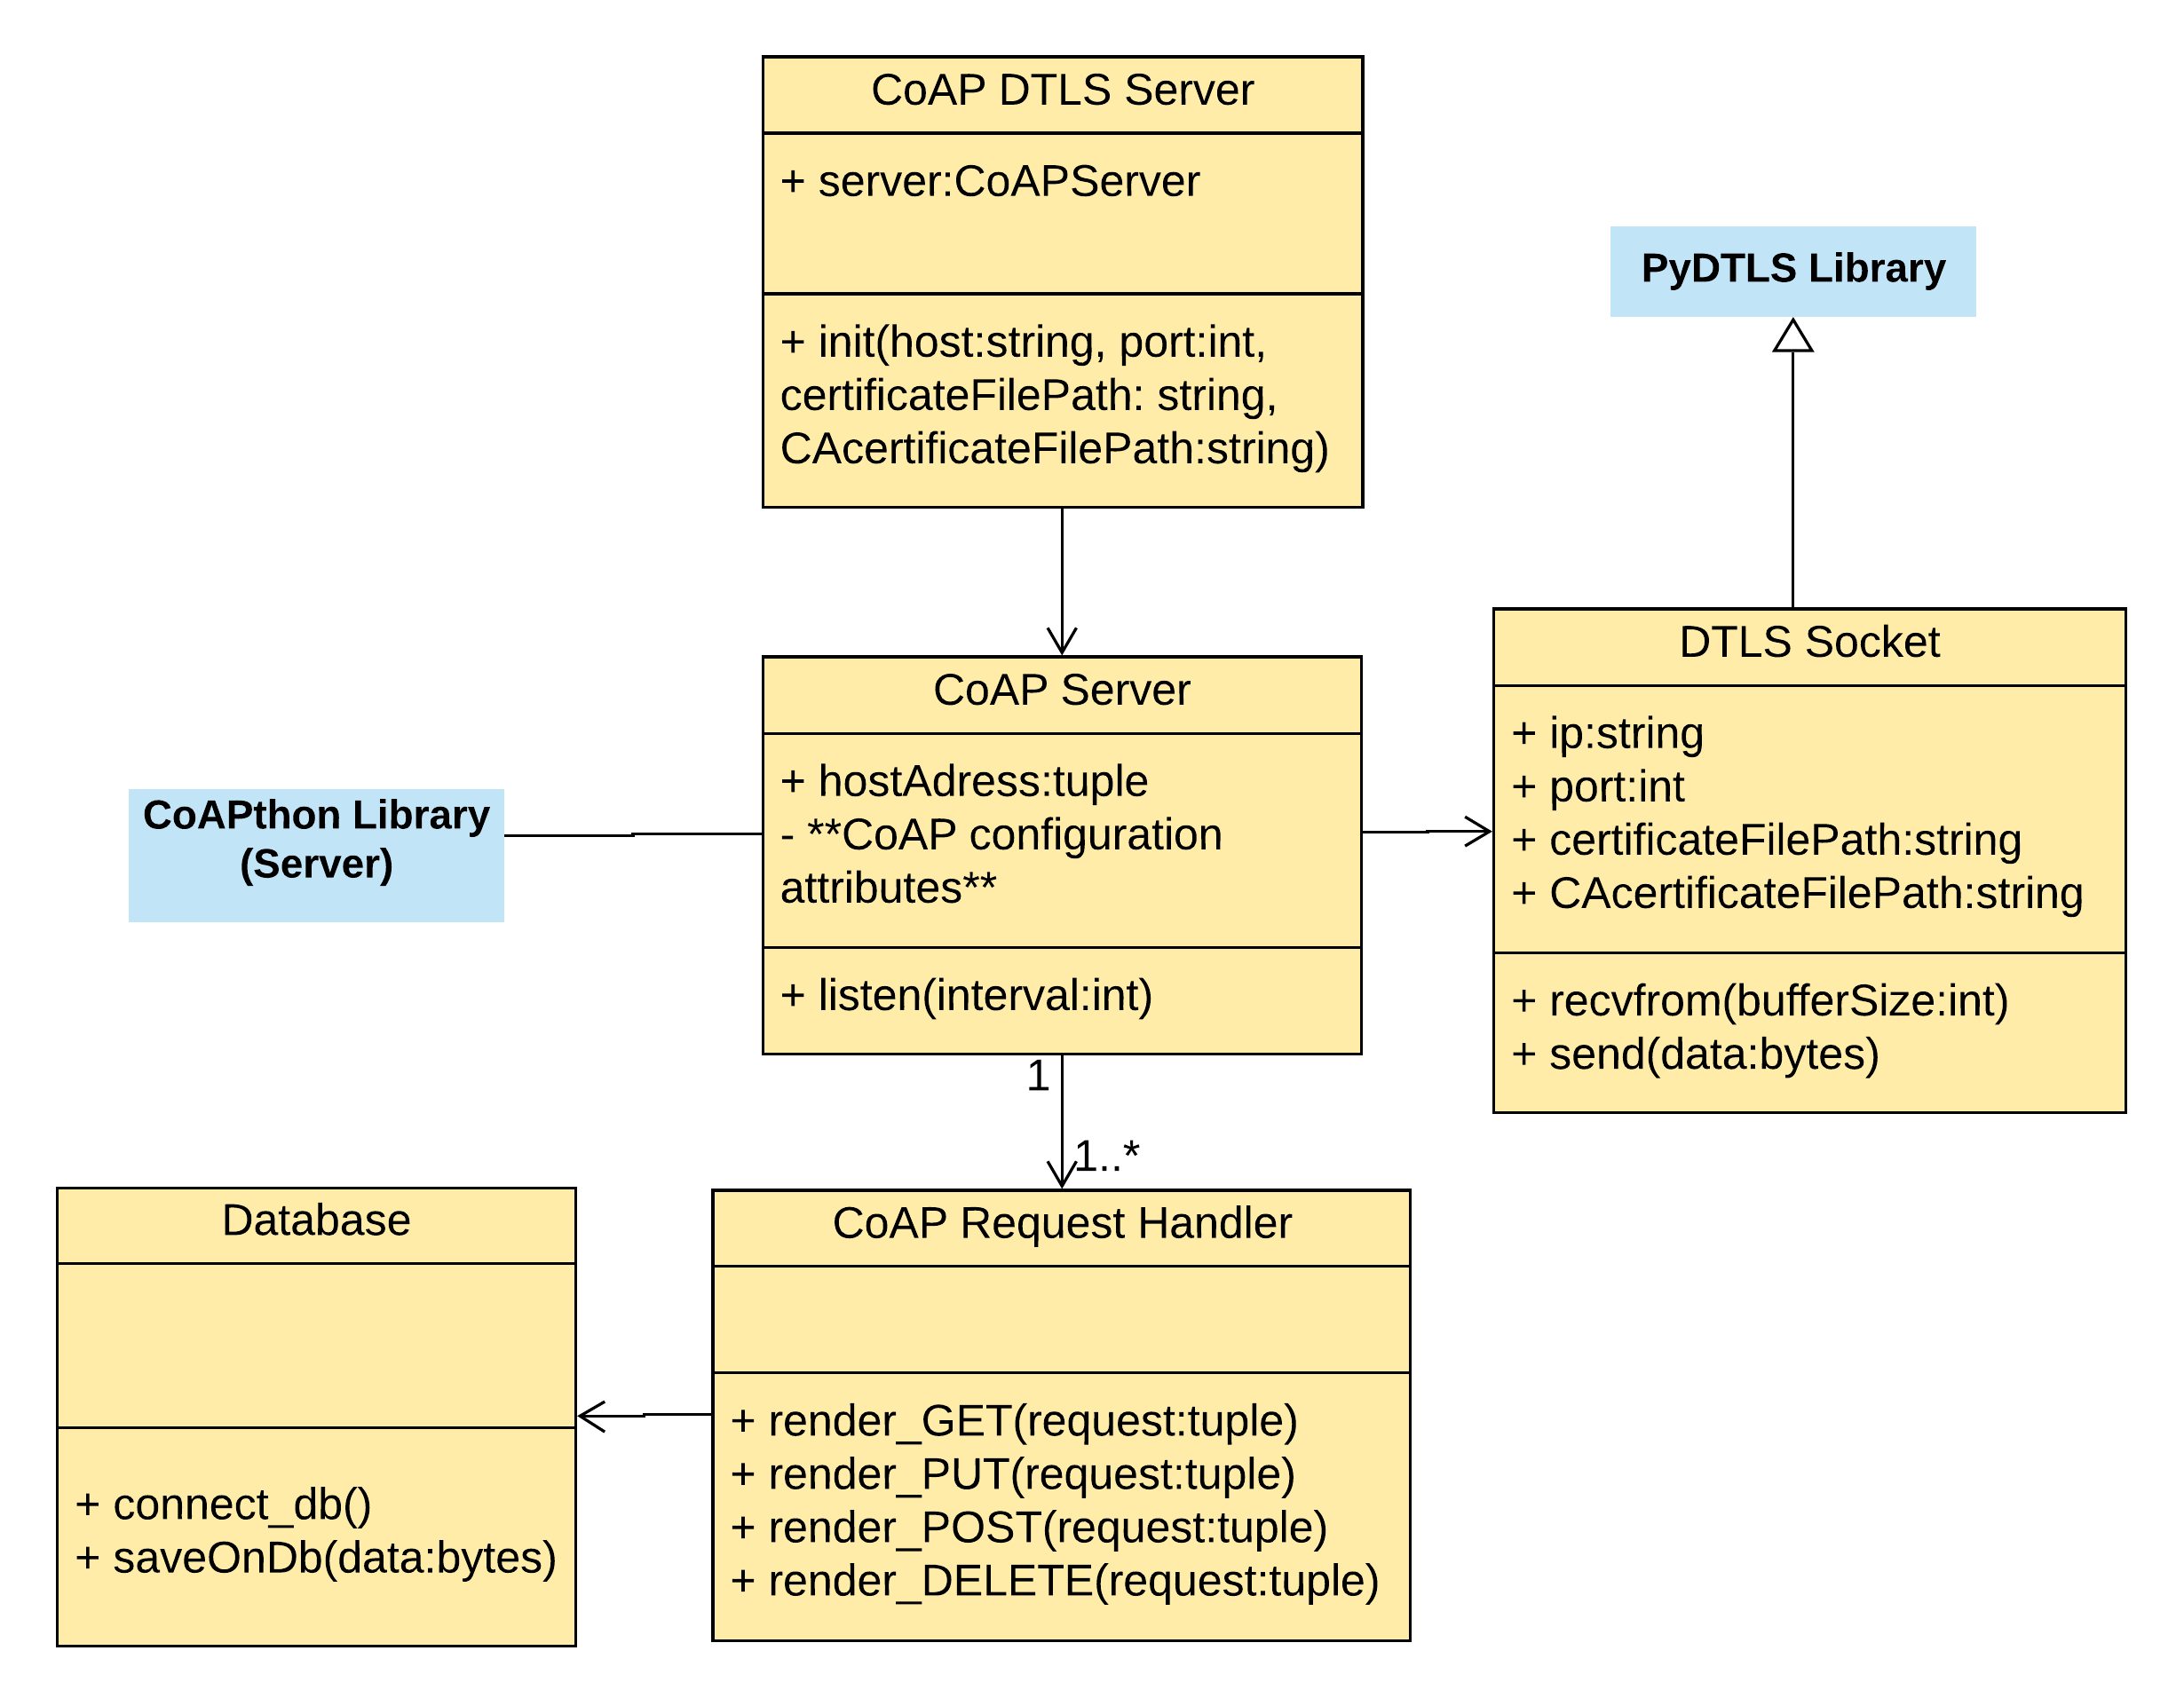 CoAP DTLS Server
+ server:CoAPServer
+ init(host:string, port:int,
certificateFilePath: string,
CAcertificateFilePath:string)
PyDTLS Library
CoAP Server
+ hostAdress:tuple
- **CoAP configuration
attributes**
+ listen(interval:int)
CoAPthon Library
(Server)
DTLS Socket
+ ip:string
+ port:int
+ certificateFilePath:string
+ CAcertificateFilePath:string
+ recvfrom(bufferSize:int)
+ send(data:bytes)
1
1..*
Database
+ connect_db()
+ saveOnDb(data:bytes)
CoAP Request Handler
+ render_GET(request:tuple)
+ render_PUT(request:tuple)
+ render_POST(request:tuple)
+ render_DELETE(request:tuple)